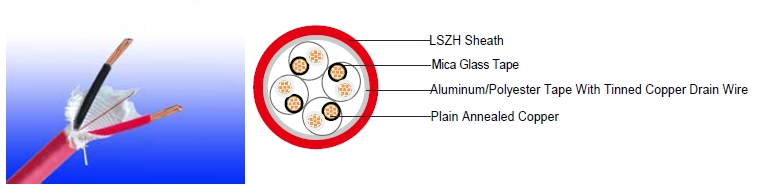 LSZH Sheath
Mica Glass Tape
Aluminum/Polyester Tape With Tinned Copper Drain Wire
Plain Annealed Copper